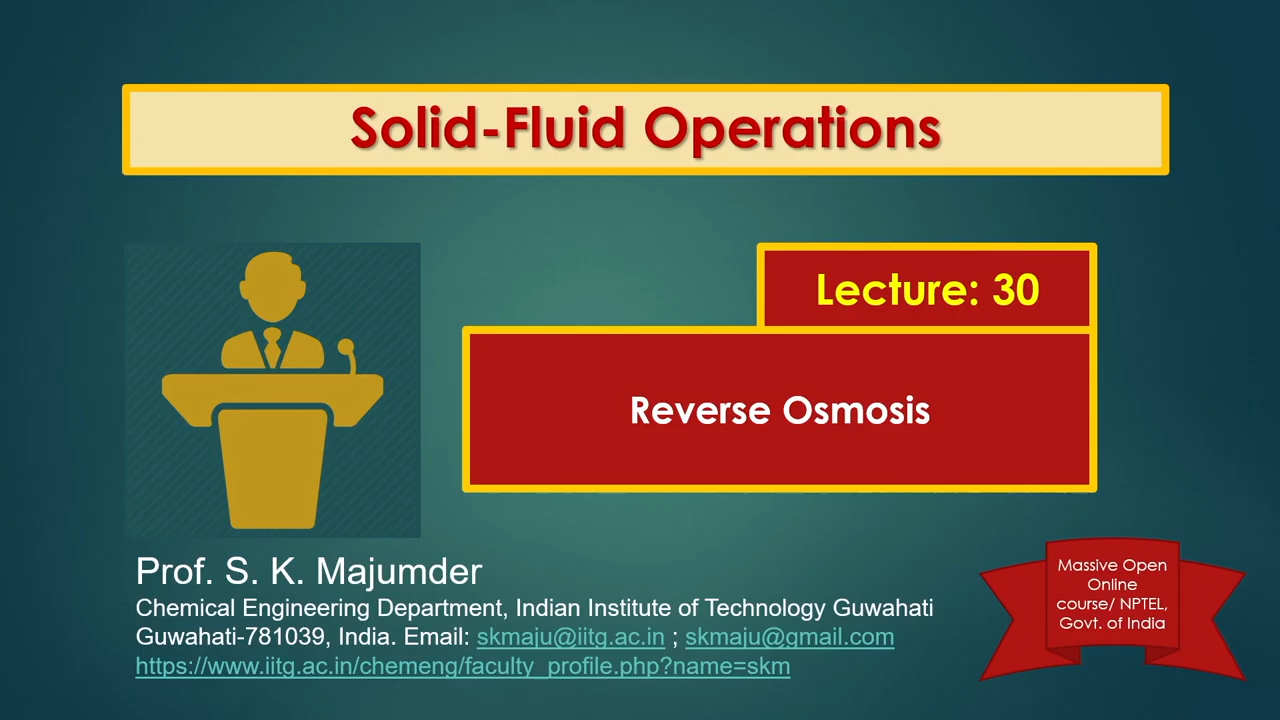 Solid-Fluid Operations
Lecture: 30
Reverse Osmosis
Prof. S. K. Majumder
Chemical Engineering Department, Indian Institute of Technology Guwahati
Guwahati-781039, India. Email: skmaju@iitg.ac.in ; skmaju@gmail.com
https://www.iitg.ac.in/chemeng/faculty_profile.php?name=skm
Massive Open
Online
course/ NPTEL,
Govt. of India